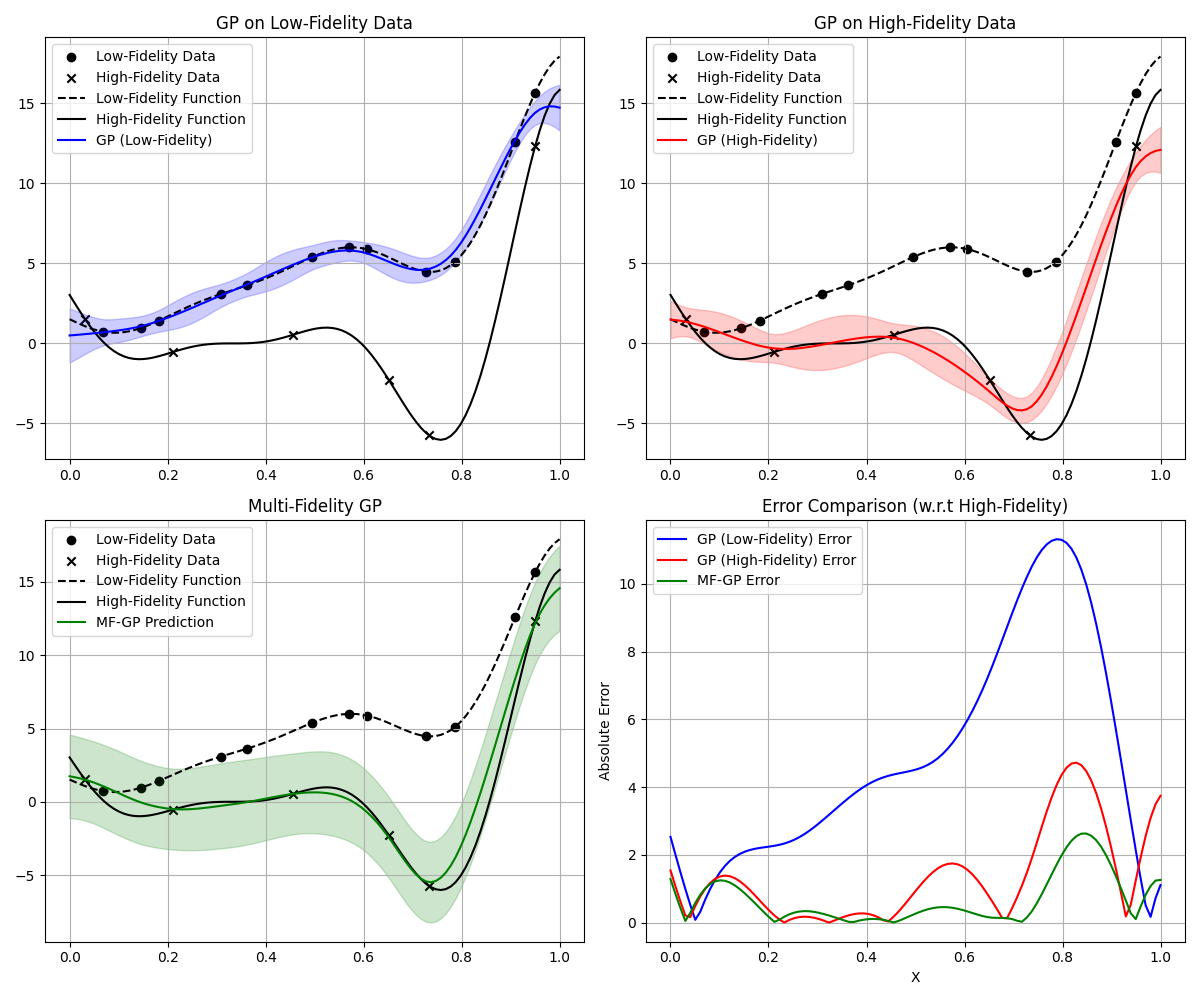 GP on Low-Fidelity Data
Low-Fidelity Data
High-Fidelity Data
Low-Fidelity Function
High-Fidelity Function
GP (Low-Fidelity)
15
10
5
0
−5
0.0 0.2 0.4 0.6 0.8 1.0
GP on High-Fidelity Data
Low-Fidelity Data
High-Fidelity Data
Low-Fidelity Function
High-Fidelity Function
GP (High-Fidelity)
15
10
5
0
−5
0.0 0.2 0.4 0.6 0.8 1.0
Multi-Fidelity GP
Low-Fidelity Data
High-Fidelity Data
Low-Fidelity Function
High-Fidelity Function
MF-GP Prediction
15
10
5
0
−5
0.0 0.2 0.4 0.6 0.8 1.0
Error Comparison (w.r.t High-Fidelity)
GP (Low-Fidelity) Error
GP (High-Fidelity) Error
MF-GP Error
Absolute Error
10
8
6
4
2
0
0.0 0.2 0.4 0.6 0.8 1.0
X